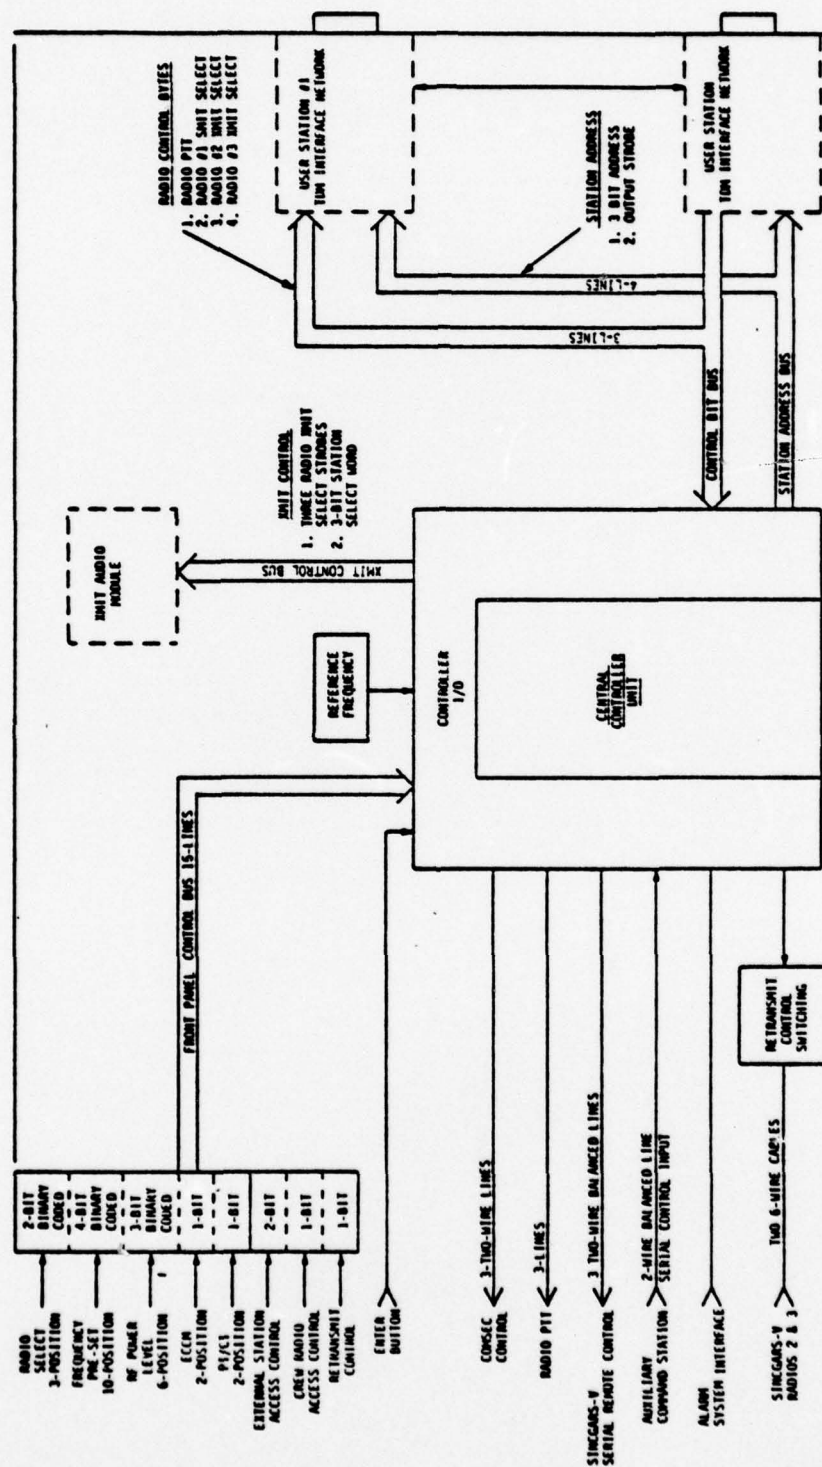 RADIO
SELECT
3-POSITION
FREQUENCY
PRE-SET
10-POSITION
RF POWER
LEVEL
6-POSITION
ECCM
2-POSITION
PT/CT
2-POSITION
EXTERNAL STATION
ACCESS CONTROL
CREW RADIO
ACCESS CONTROL
RETRANSMIT
CONTROL
2-BIT
BINARY
CODED
4-BIT
BINARY
CODED
3-BIT
BINARY
CODED
1-BIT
1-BIT
2-BIT
1-BIT
1-BIT
FRONT PANEL CONTROL BUS 15-LINES
ENTER
BUTTON
COMSEC
CONTROL
3-TWO-WIRE LINES
RADIO PTT
3-LINES
SINCGARS-V
SERIAL REMOTE CONTROL
3 TWO-WIRE BALANCED LINES
AUXILIARY
COMMAND STATION
2-WIRE BALANCED LINE
SERIAL CONTROL INPUT
ALARM
SYSTEM INTERFACE
SINCGARS-V
RADIOS 2 & 3
TWO 6-WIRE CABLES
RETRANSMIT
CONTROL
SWITCHING
REFERENCE
FREQUENCY
CONTROLLER
I/O
CENTRAL
CONTROLLER
UNIT
XMIT AUDIO
MODULE
XMIT CONTROL BUS
XMIT CONTROL
1. THREE RADIO XMIT
SELECT STROBES
2. 3-BIT STATION
SELECT WORD
CONTROL BIT BUS
STATION ADDRESS BUS
3-LINES
4-LINES
RADIO CONTROL BYTES
1. RADIO PTT
2. RADIO #1 SMIT SELECT
3. RADIO #2 XMIT SELECT
4. RADIO #3 XMIT SELECT
STATION ADDRESS
1. 3 BIT ADDRESS
2. OUTPUT STROBE
USER STATION #1
TDM INTERFACE NETWORK
USER STATION
TDM INTERFACE NETWORK